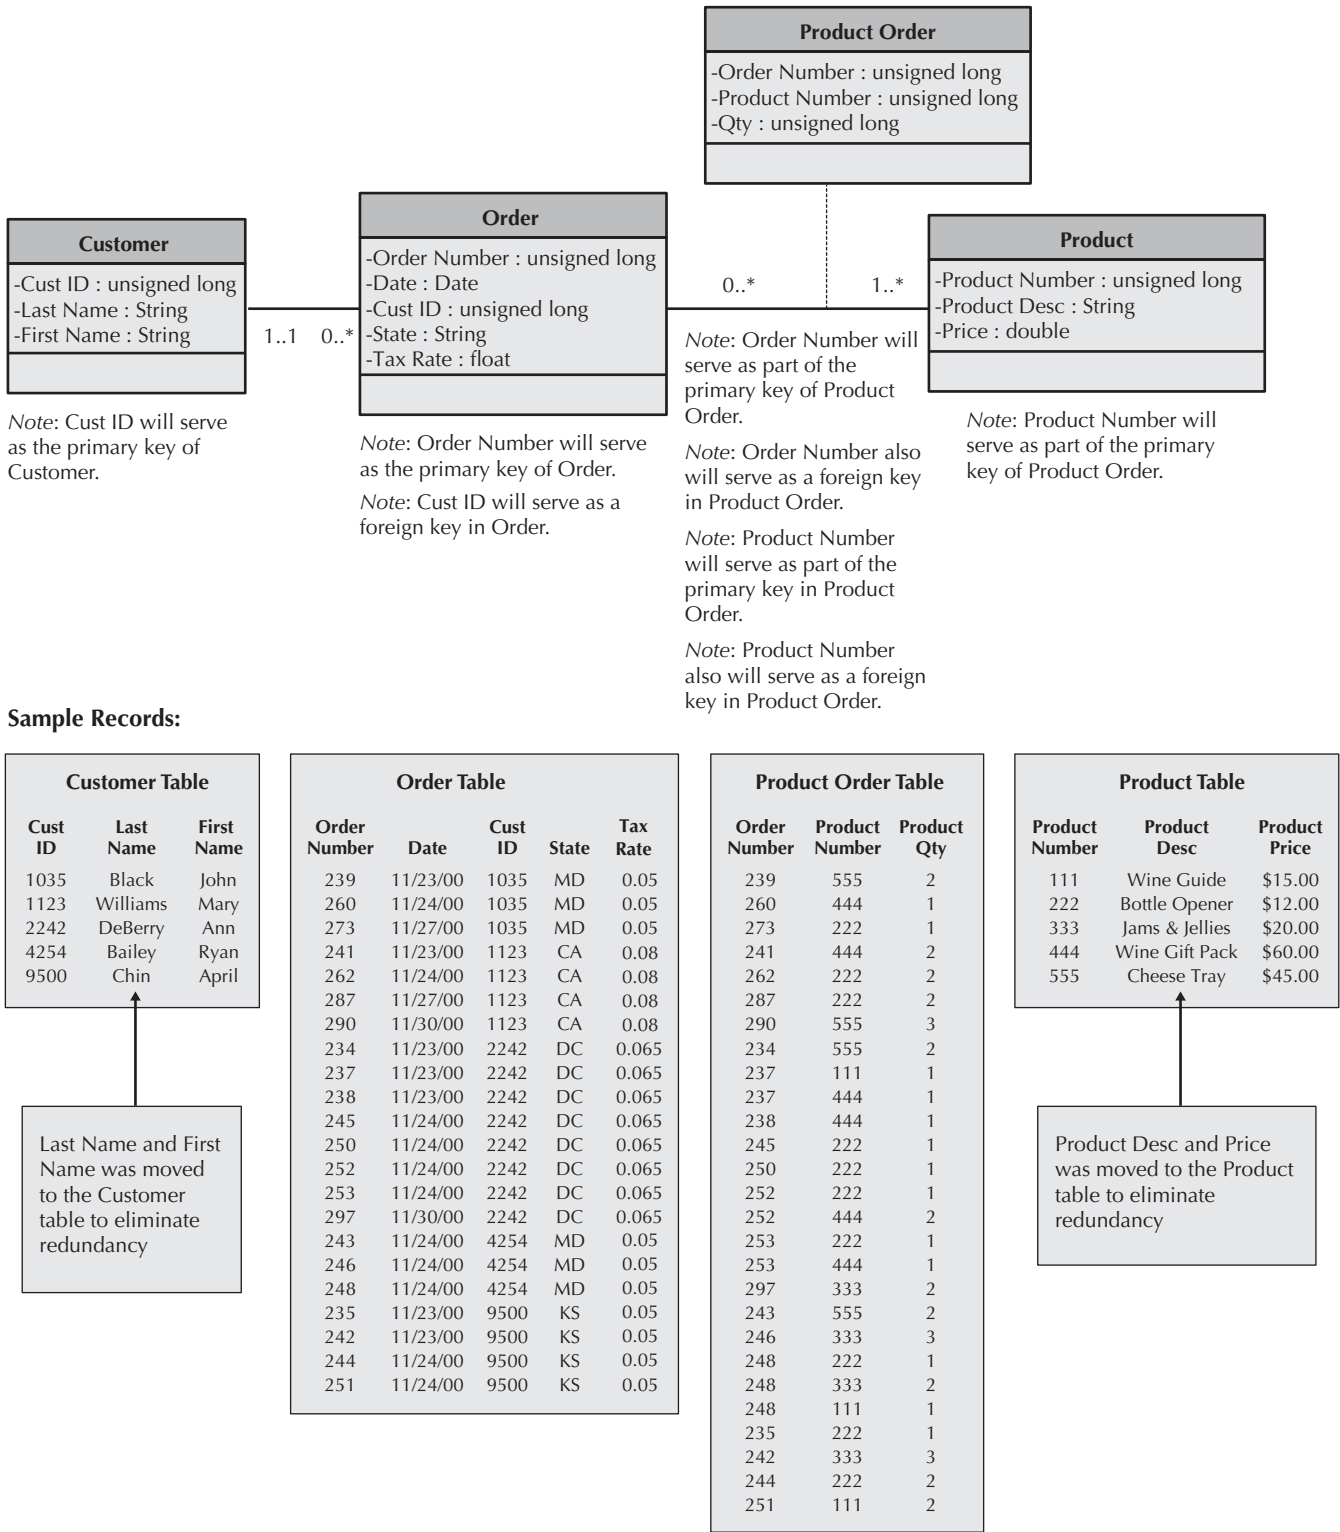 Product Order
-Order Number : unsigned long
-Product Number : unsigned long
-Qty : unsigned long
Customer
-Cust ID : unsigned long
-Last Name : String
-First Name : String
1..1 0..*
Order
-Order Number : unsigned long
-Date : Date
-Cust ID : unsigned long
-State : String
-Tax Rate : float
0..* 1..*
Product
-Product Number : unsigned long
-Product Desc : String
-Price : double
Note: Cust ID will serve
as the primary key of
Customer.
Note: Order Number will serve
as the primary key of Order.
Note: Cust ID will serve as a
foreign key in Order.
Note: Order Number will
serve as part of the
primary key of Product
Order.
Note: Order Number also
will serve as a foreign key
in Product Order.
Note: Product Number
will serve as part of the
primary key in Product
Order.
Note: Product Number
also will serve as a foreign
key in Product Order.
Note: Product Number will
serve as part of the primary
key of Product Order.
Sample Records:
Customer Table
Cust Last First
ID Name Name
1035 Black John
1123 Williams Mary
2242 DeBerry Ann
4254 Bailey Ryan
9500 Chin April
Last Name and First
Name was moved
to the Customer
table to eliminate
redundancy
Order Table
Order Cust Tax
Number Date ID State Rate
239 11/23/00 1035 MD 0.05
260 11/24/00 1035 MD 0.05
273 11/27/00 1035 MD 0.05
241 11/23/00 1123 CA 0.08
262 11/24/00 1123 CA 0.08
287 11/27/00 1123 CA 0.08
290 11/30/00 1123 CA 0.08
234 11/23/00 2242 DC 0.065
237 11/23/00 2242 DC 0.065
238 11/23/00 2242 DC 0.065
245 11/24/00 2242 DC 0.065
250 11/24/00 2242 DC 0.065
252 11/24/00 2242 DC 0.065
253 11/24/00 2242 DC 0.065
297 11/30/00 2242 DC 0.065
243 11/24/00 4254 MD 0.05
246 11/24/00 4254 MD 0.05
248 11/24/00 4254 MD 0.05
235 11/23/00 9500 KS 0.05
242 11/23/00 9500 KS 0.05
244 11/24/00 9500 KS 0.05
251 11/24/00 9500 KS 0.05
Product Order Table
Order Product Product
Number Number Qty
239 555 2
260 444 1
273 222 1
241 444 2
262 222 2
287 222 2
290 555 3
234 555 2
237 111 1
237 444 1
238 444 1
245 222 1
250 222 1
252 222 1
252 444 2
253 222 1
253 444 1
297 333 2
243 555 2
246 333 3
248 222 1
248 333 2
248 111 1
235 222 1
242 333 3
244 222 2
251 111 2
Product Table
Product Product Product
Number Desc Price
111 Wine Guide $15.00
222 Bottle Opener $12.00
333 Jams & Jellies $20.00
444 Wine Gift Pack $60.00
555 Cheese Tray $45.00
Product Desc and Price
was moved to the Product
table to eliminate
redundancy